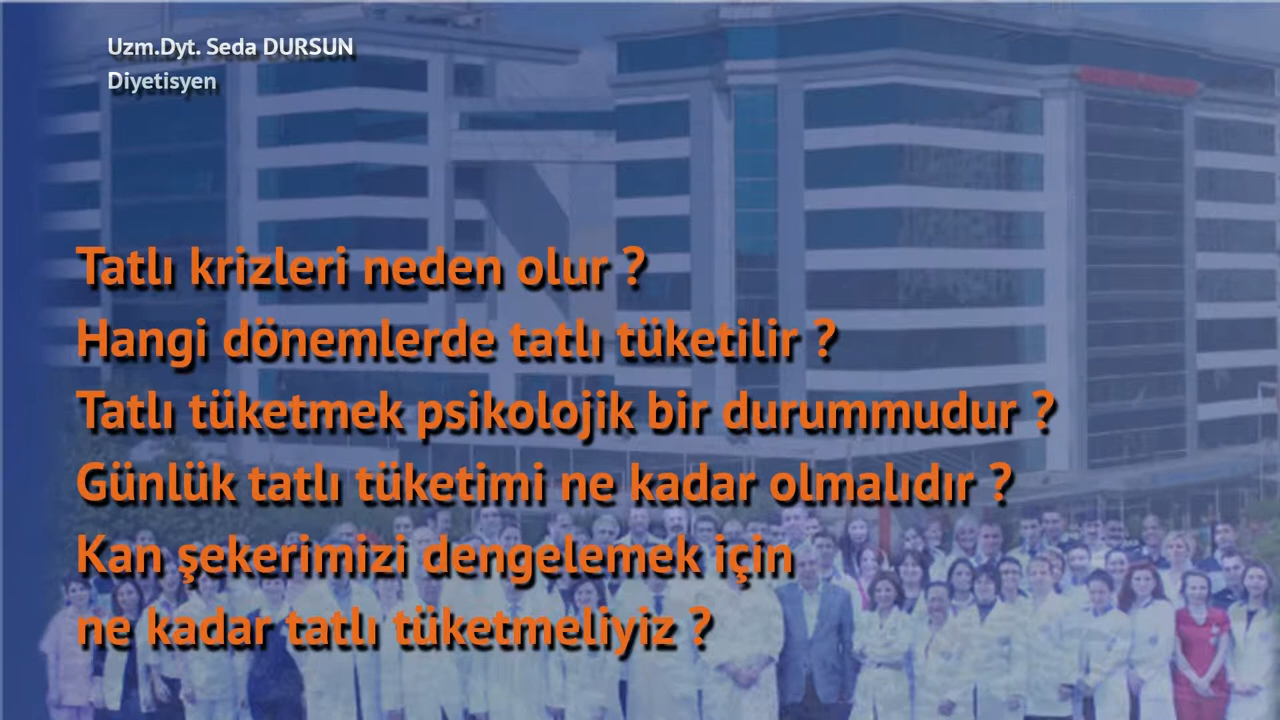 Uzm.Dyt. Seda DURSUN
Diyetisyen
Tatlı krizleri neden olur ?
Hangi dönemlerde tatlı tüketilir ?
Tatlı tüketmek psikolojik bir durummudur ?
Günlük tatlı tüketimi ne kadar olmalıdır ?
Kan şekerimizi dengelemek için
ne kadar tatlı tüketmeliyiz ?